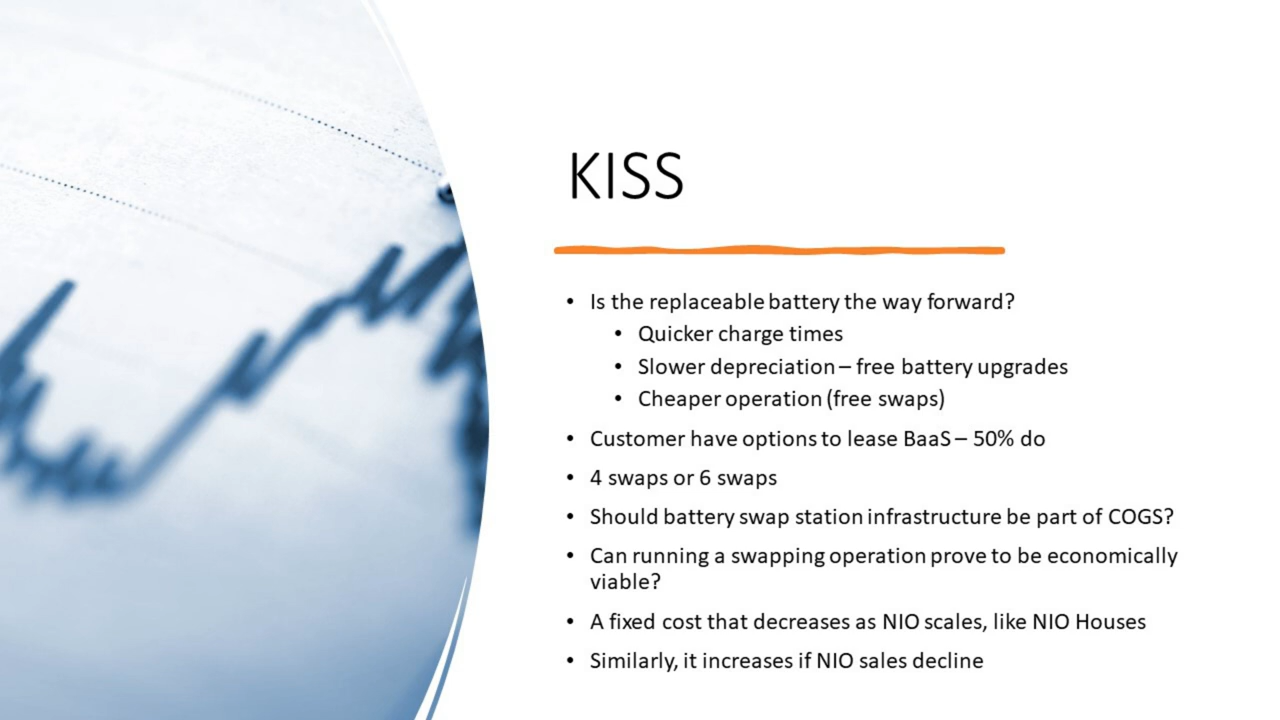 KISS
• Is the replaceable battery the way forward?
• Quicker charge times
• Slower depreciation – free battery upgrades
• Cheaper operation (free swaps)
• Customer have options to lease BaaS – 50% do
• 4 swaps or 6 swaps
• Should battery swap station infrastructure be part of COGS?
• Can running a swapping operation prove to be economically
viable?
• A fixed cost that decreases as NIO scales, like NIO Houses
• Similarly, it increases if NIO sales decline